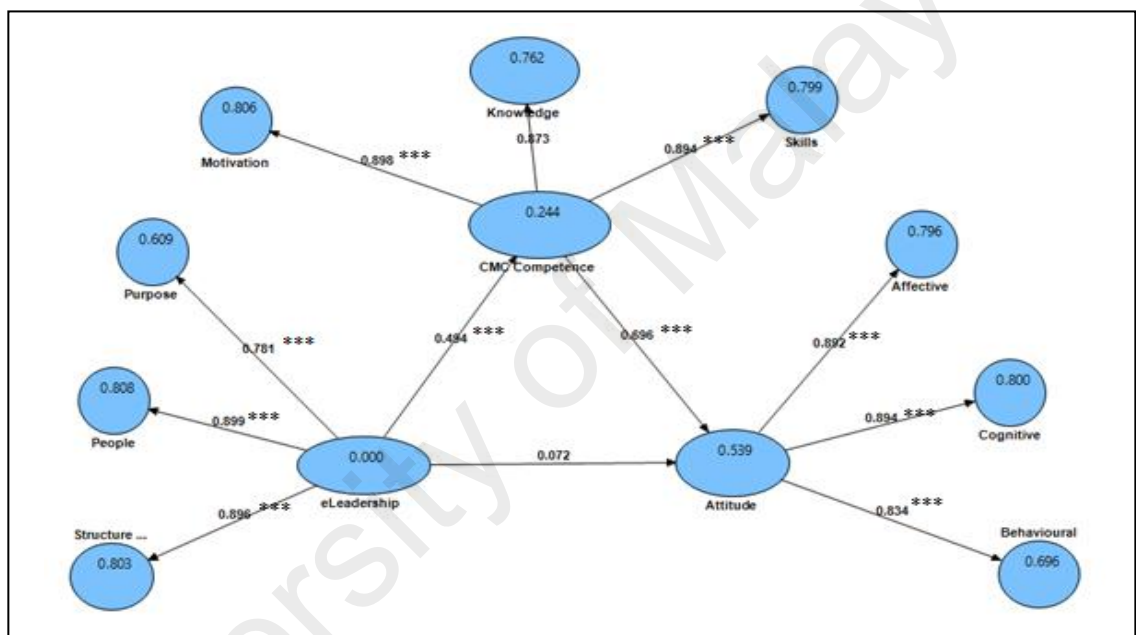 0.762
Knowledge
0.799
Skills
0.806
Motivation
0.873
0.898 ***
0.894 ***
0.244
CMC Competence
0.609
Purpose
0.796
Affective
0.781 ***
0.494 ***
0.696 ***
0.892 ***
0.808
People
0.899 ***
0.800
Cognitive
0.894 ***
0.000
eLeadership
0.072
0.539
Attitude
0.896 ***
0.834 ***
Structure ...
0.803
Behavioural
0.696
ersity of Malay